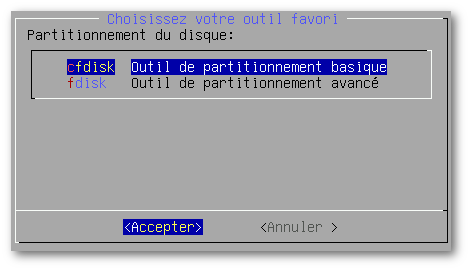 Choisissez votre outil favori
Partitionnement du disque:
cfdisk Outil de partitionnement basique
fdisk Outil de partitionnement avancé
<Accepter> <Annuler >